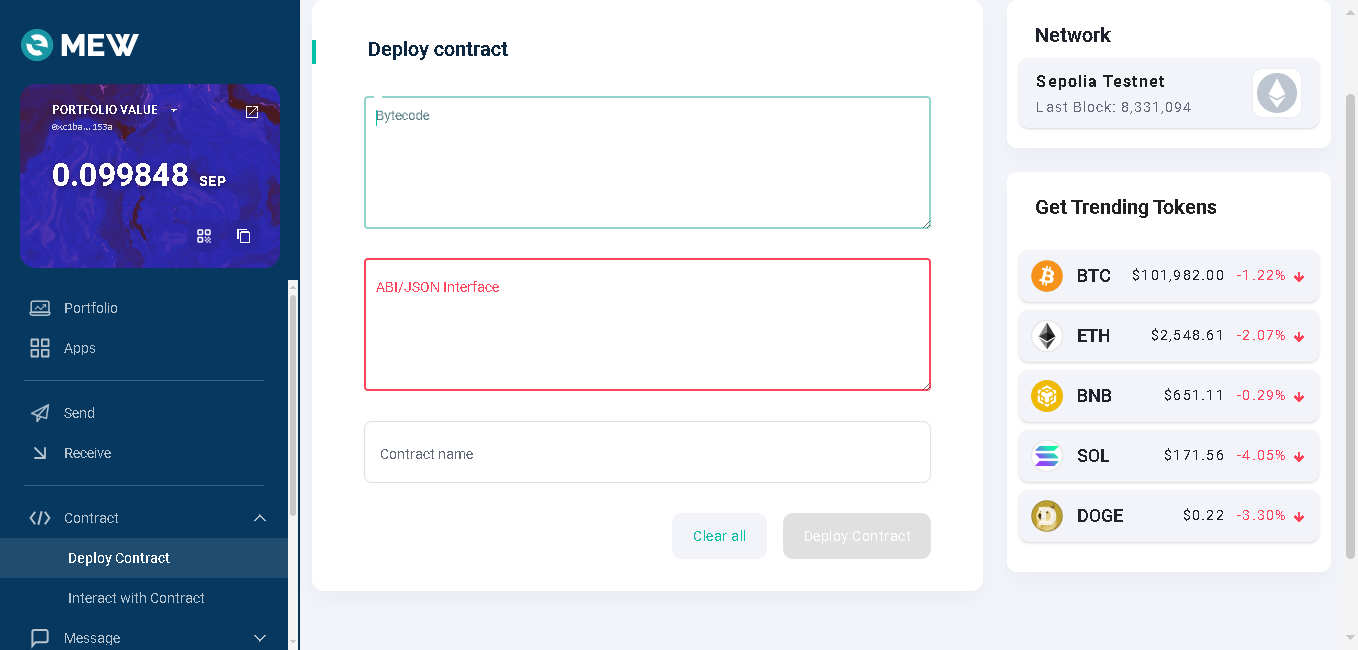 MEW
PORTFOLIO VALUE
0xc1ba...153a
0.099848 SEP
Portfolio
Apps
Send
Receive
Contract
Deploy Contract
Interact with Contract
Message
Deploy contract
Bytecode
ABI/JSON Interface
Contract name
Clear all
Deploy Contract
Network
Sepolia Testnet
Last Block: 8,331,094
Get Trending Tokens
BTC $101,982.00 -1.22%
ETH $2,548.61 -2.07%
BNB $651.11 -0.29%
SOL $171.56 -4.05%
DOGE $0.22 -3.30%